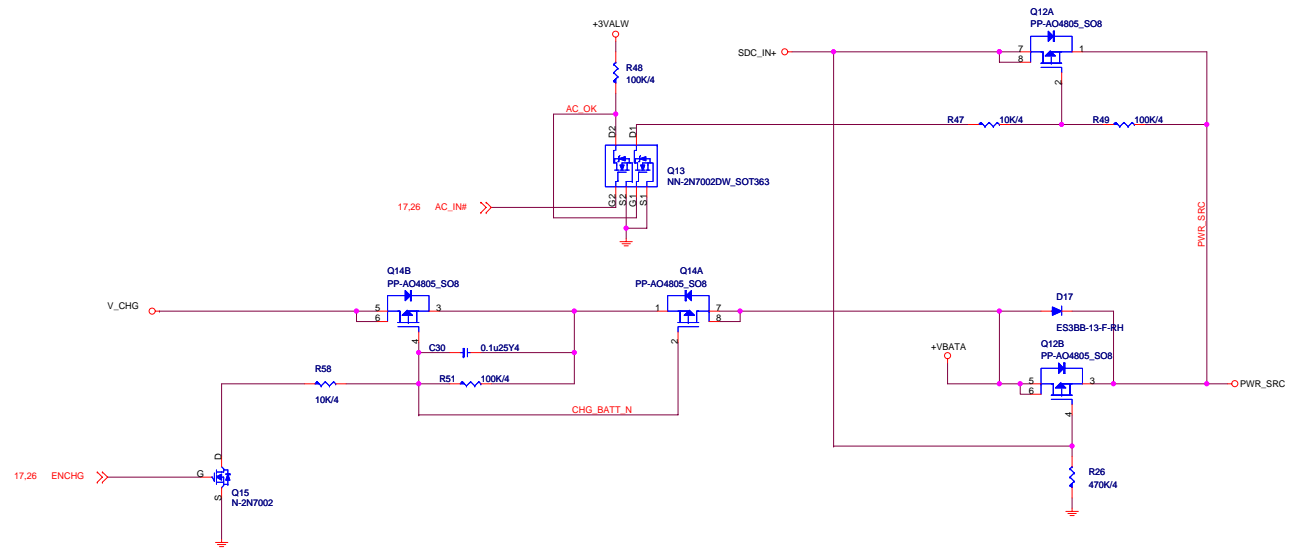 Q12A
PP-AO4805_SO8
+3VALW
SDC_IN+
7
8
1
2
R48
100K/4
AC_OK
D2
D1
R47
10K/4
R49
100K/4
Q13
NN-2N7002DW_SOT363
17,26
AC_IN#
G2
S2
G1
S1
PWR_SRC
Q14B
PP-AO4805_SO8
Q14A
PP-AO4805_SO8
V_CHG
5
6
3
4
1
7
8
2
D17
ES3BB-13-F-RH
C30
0.1u25Y4
+VBATA
Q12B
PP-AO4805_SO8
R58
10K/4
R51
100K/4
5
6
3
4
PWR_SRC
CHG_BATT_N
17,26
ENCHG
D
G
S
Q15
N-2N7002
R26
470K/4